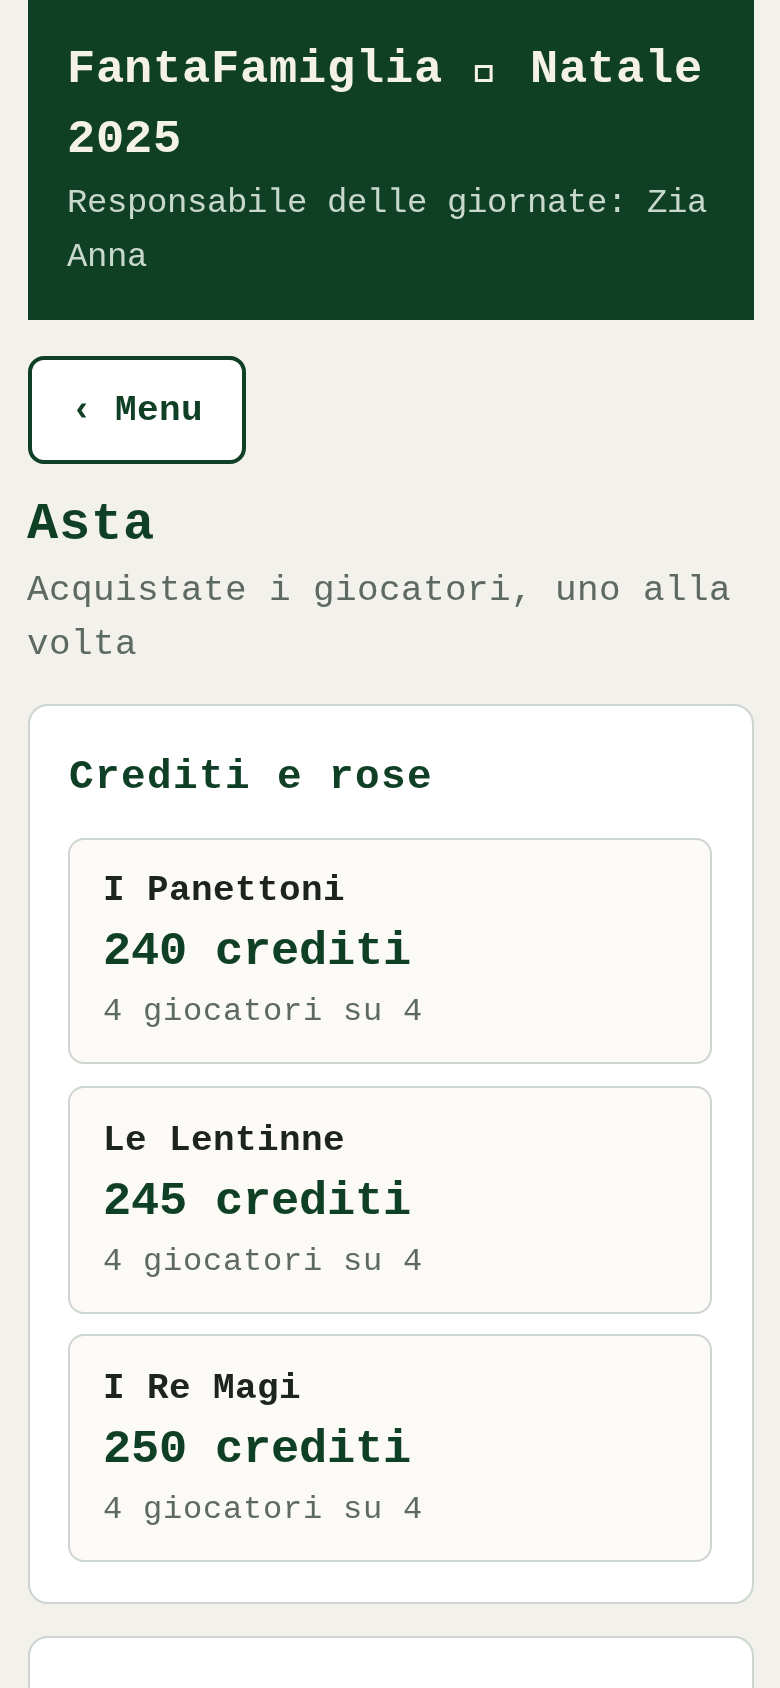 FantaFamiglia □ Natale
2025
Responsabile delle giornate: Zia
Anna
‹ Menu
Asta
Acquistate i giocatori, uno alla
volta
Crediti e rose
I Panettoni
240 crediti
4 giocatori su 4
Le Lentinne
245 crediti
4 giocatori su 4
I Re Magi
250 crediti
4 giocatori su 4